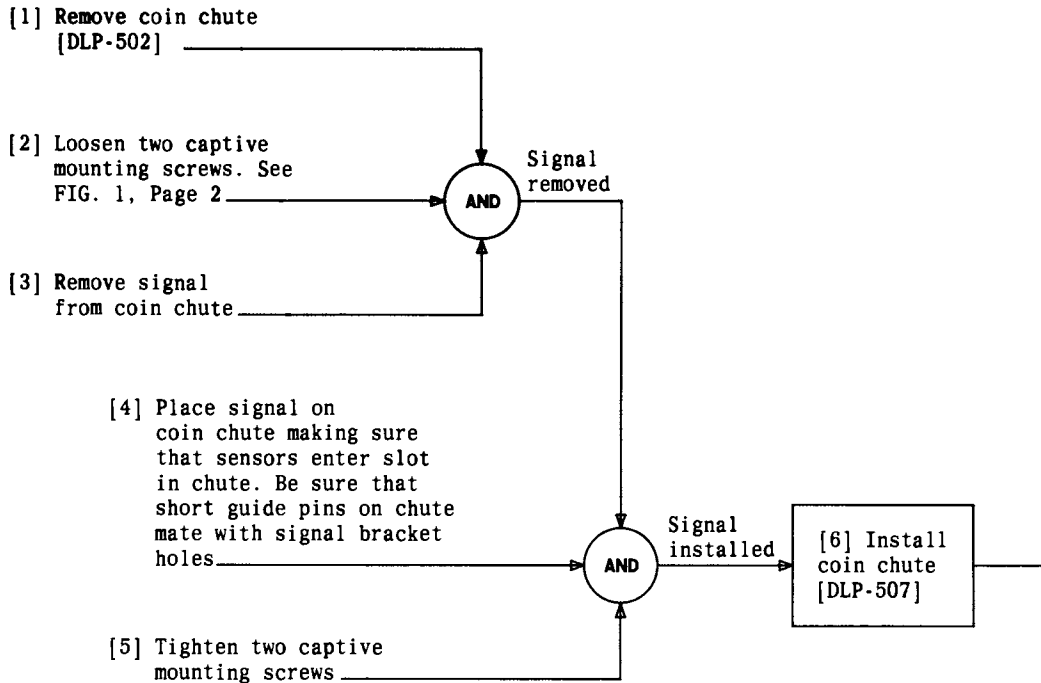 [1] Remove coin chute
[DLP-502]
[2] Loosen two captive
mounting screws. See
FIG. 1, Page 2
AND
Signal
removed
[3] Remove signal
from coin chute
[4] Place signal on
coin chute making sure
that sensors enter slot
in chute. Be sure that
short guide pins on chute
mate with signal bracket
holes
AND
Signal
installed
[6] Install
coin chute
[DLP-507]
[5] Tighten two captive
mounting screws